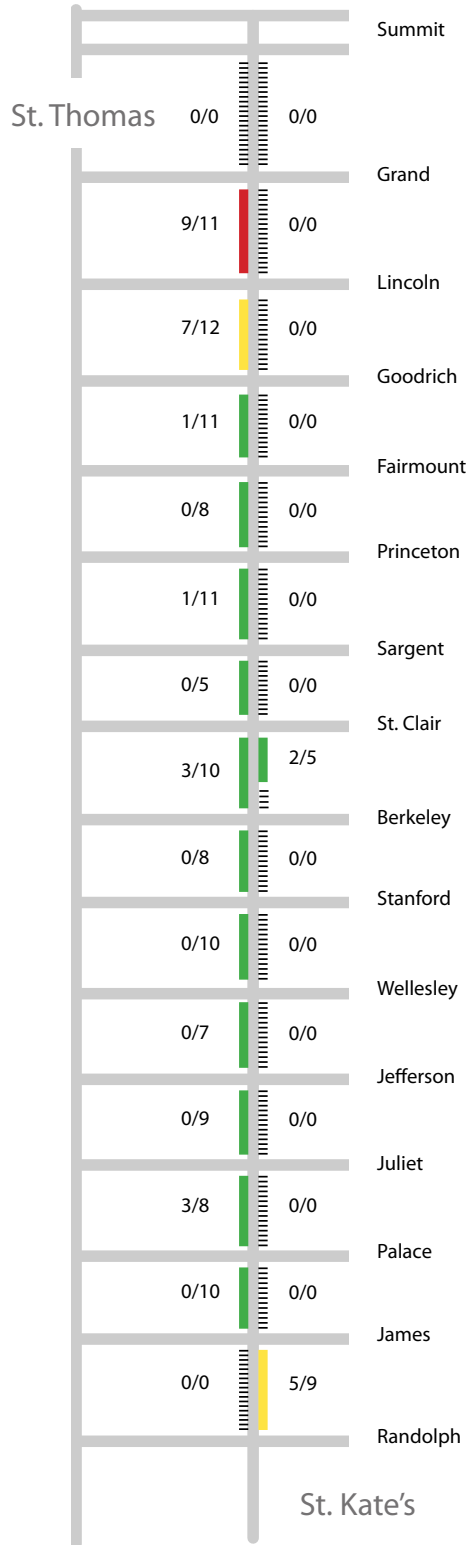 Summit
St. Thomas
0/0 0/0
Grand
9/11 0/0
Lincoln
7/12 0/0
Goodrich
1/11 0/0
Fairmount
0/8 0/0
Princeton
1/11 0/0
Sargent
0/5 0/0
St. Clair
3/10 2/5
Berkeley
0/8 0/0
Stanford
0/10 0/0
Wellesley
0/7 0/0
Jefferson
0/9 0/0
Juliet
3/8 0/0
Palace
0/10 0/0
James
0/0 5/9
Randolph
St. Kate's